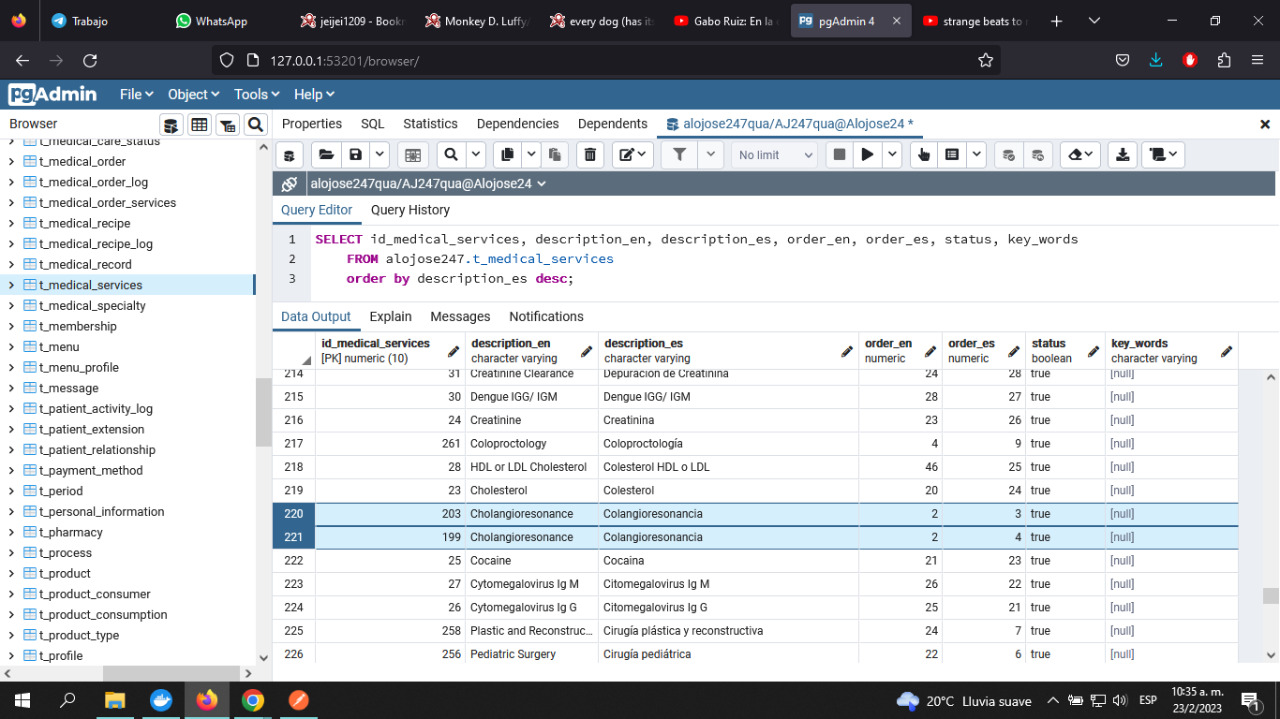 Trabajo WhatsApp jeijei1209 - Book Monkey D. Luffy every dog (has it Gabo Ruiz: En la pgAdmin 4 strange beats to
127.0.0.1:53201/browser/
pgAdmin File Object Tools Help
Browser Properties SQL Statistics Dependencies Dependents alojose247qua/AJ247qua@Alojose24 *
No limit
alojose247qua/AJ247qua@Alojose24
Query Editor Query History
1 SELECT id_medical_services, description_en, description_es, order_en, order_es, status, key_words
2 FROM alojose247.t_medical_services
3 order by description_es desc;
Data Output Explain Messages Notifications
t_medical_care_status
t_medical_order
t_medical_order_log
t_medical_order_services
t_medical_recipe
t_medical_recipe_log
t_medical_record
t_medical_services
t_medical_specialty
t_membership
t_menu
t_menu_profile
t_message
t_patient_activity_log
t_patient_extension
t_patient_relationship
t_payment_method
t_period
t_personal_information
t_pharmacy
t_process
t_product
t_product_consumer
t_product_consumption
t_product_type
t_profile
id_medical_services description_en description_es order_en order_es status key_words
[PK] numeric (10) character varying character varying numeric numeric boolean character varying
214 31 Creatinine Clearance Depuracion de Creatinina 24 28 true [null]
215 30 Dengue IGG/ IGM Dengue IGG/ IGM 28 27 true [null]
216 24 Creatinine Creatinina 23 26 true [null]
217 261 Coloproctology Coloproctología 4 9 true [null]
218 28 HDL or LDL Cholesterol Colesterol HDL o LDL 46 25 true [null]
219 23 Cholesterol Colesterol 20 24 true [null]
220 203 Cholangioresonance Colangioresonancia 2 3 true [null]
221 199 Cholangioresonance Colangioresonancia 2 4 true [null]
222 25 Cocaine Cocaina 21 23 true [null]
223 27 Cytomegalovirus Ig M Citomegalovirus Ig M 26 22 true [null]
224 26 Cytomegalovirus Ig G Citomegalovirus Ig G 25 21 true [null]
225 258 Plastic and Reconstruc... Cirugía plástica y reconstructiva 24 7 true [null]
226 256 Pediatric Surgery Cirugía pediátrica 22 6 true [null]
20°C Lluvia suave ESP 10:35 a. m.
23/2/2023
1